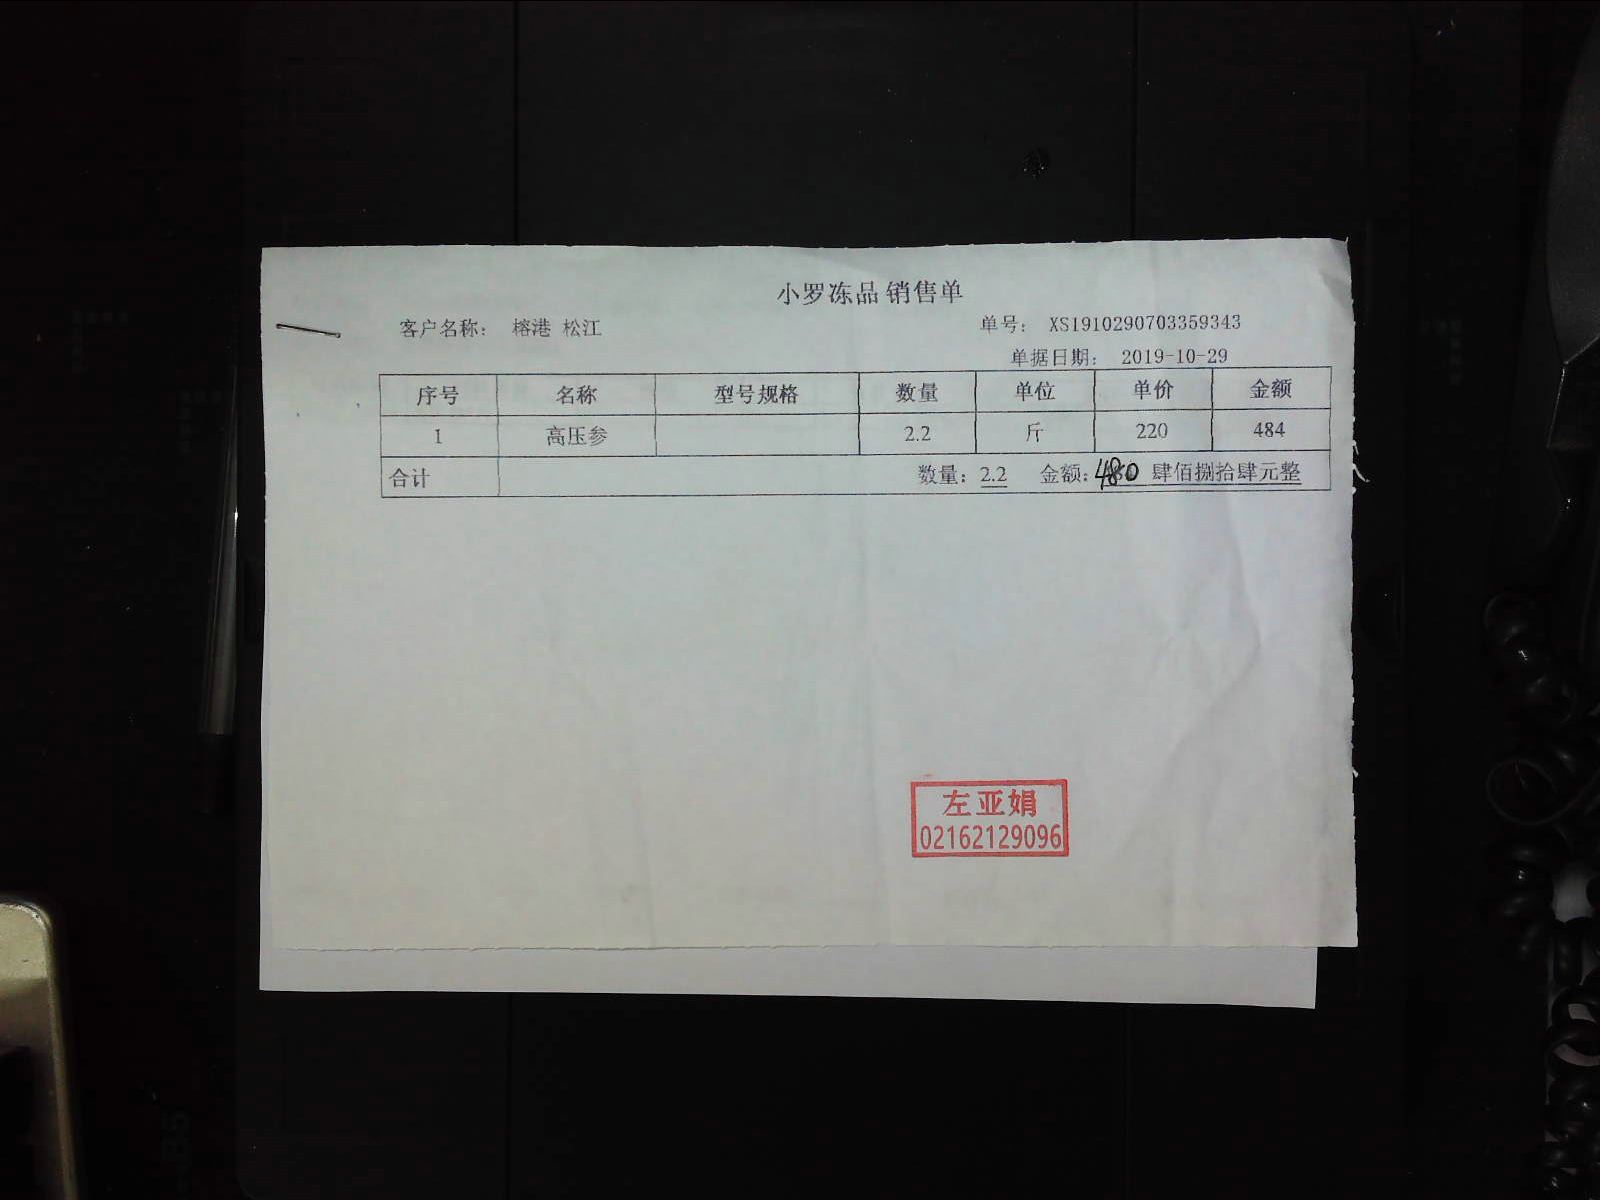 小罗冻品 销售单
客户名称： 榕港 松江 单号： XS1910290703359343
单据日期： 2019-10-29
序号 名称 型号规格 数量 单位 单价 金额
1 高压参 2.2 斤 220 484
合计 数量：2.2 金额：480 肆佰捌拾肆元整
左亚娟
02162129096